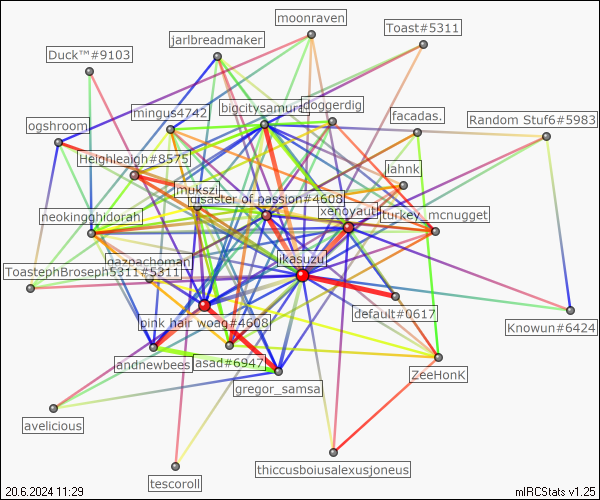 moonraven
Toast#5311
jarlbreadmaker
Duck™#9103
bigcitysamurai
doggerdig
mingus4742
facadas.
Random Stuf6#5983
ogshroom
Heighleaigh#8575
lahnk
mukszi
disaster of passion#4608
xenoyauti
turkey_mcnugget
neokingghidorah
jikasuzu
gazpachoman
ToastephBroseph5311#5311
default#0617
pink hair woag#4608
Knowun#6424
andnewbees
asad#6947
ZeeHonK
gregor_samsa
avelicious
thiccusboiusalexusjoneus
tescoroll
20.6.2024 11:29
mIRCStats v1.25